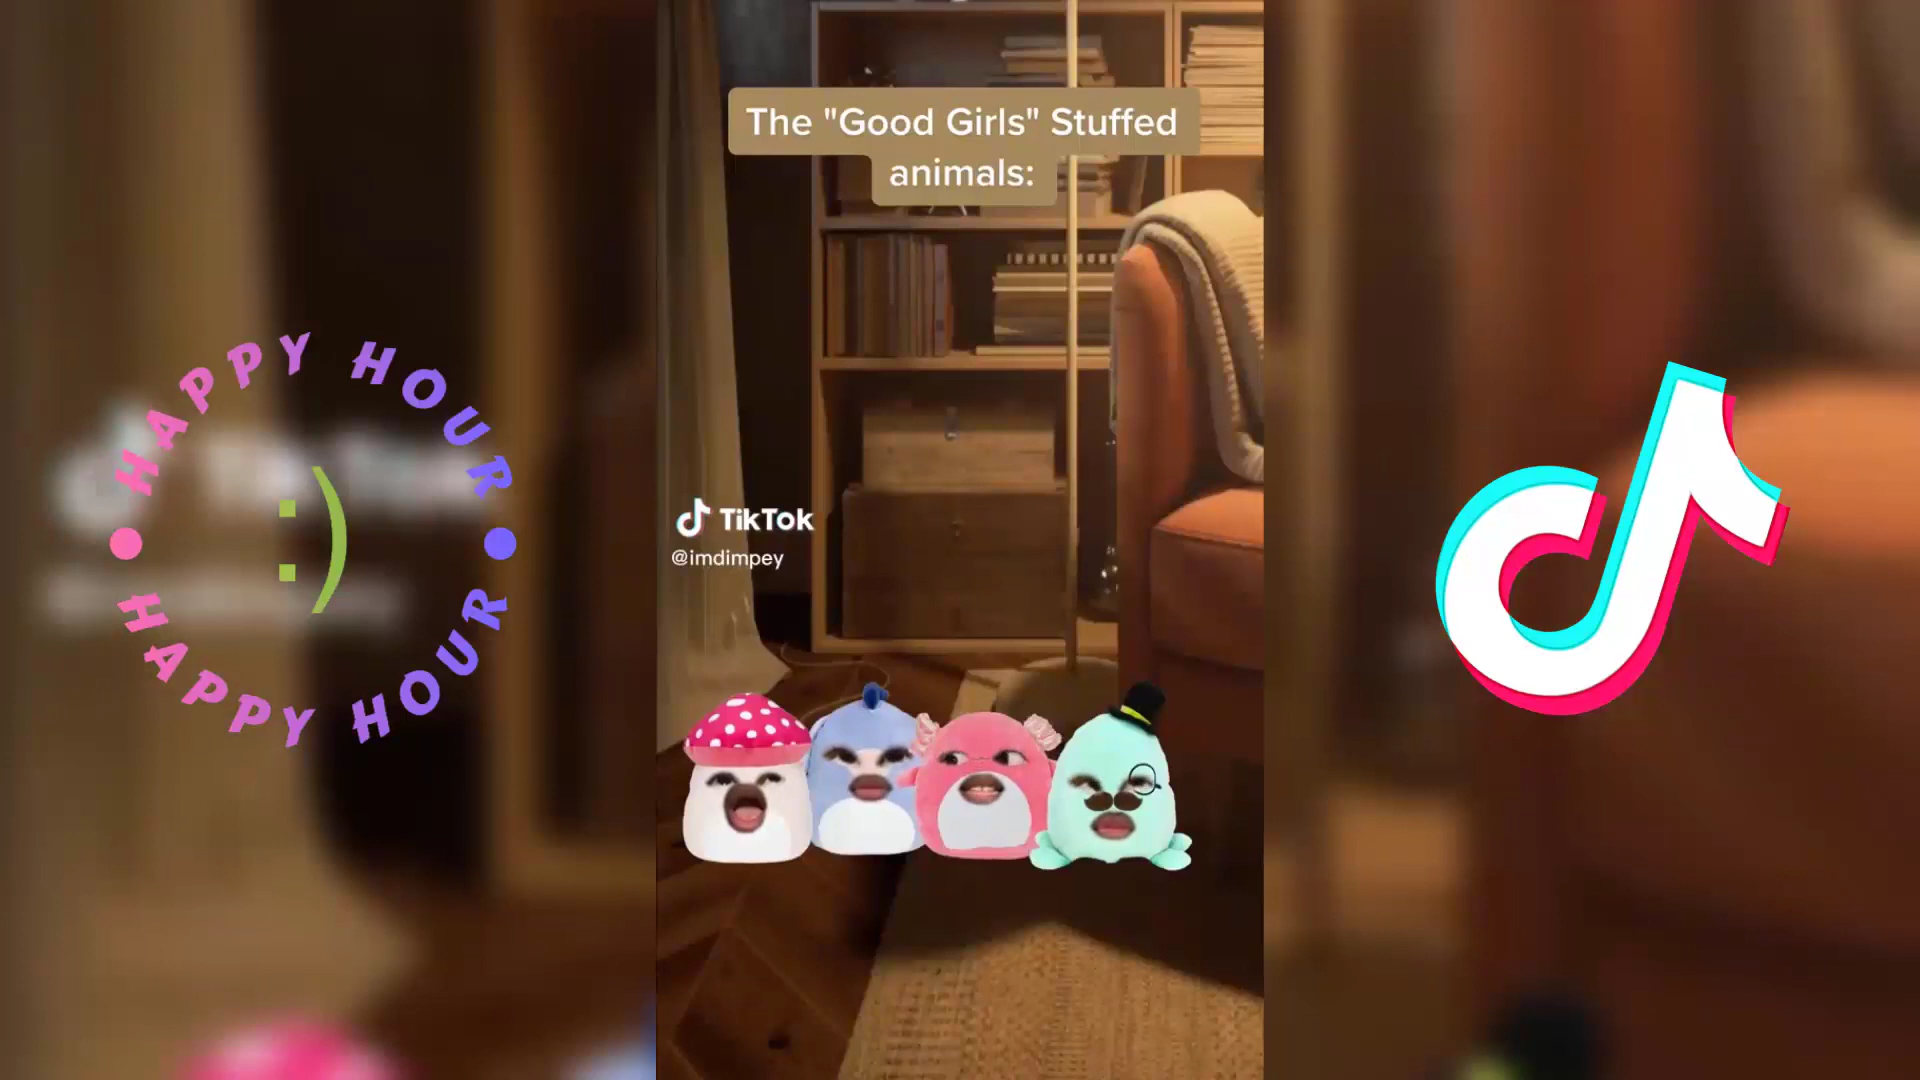 The "Good Girls" Stuffed
animals:
HAPPY HOUR
:)
HAPPY HOUR
TikTok
@imdimpey